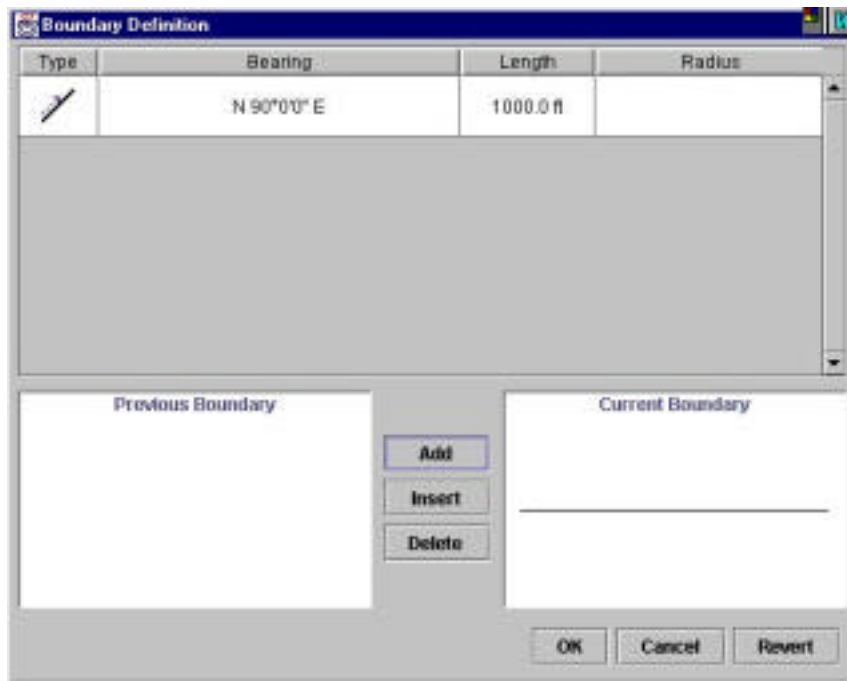 Boundary Definition
Type Bearing Length Radius
N 90°0'0" E 1000.0 ft
Previous Boundary Current Boundary
Add
Insert
Delete
OK Cancel Revert